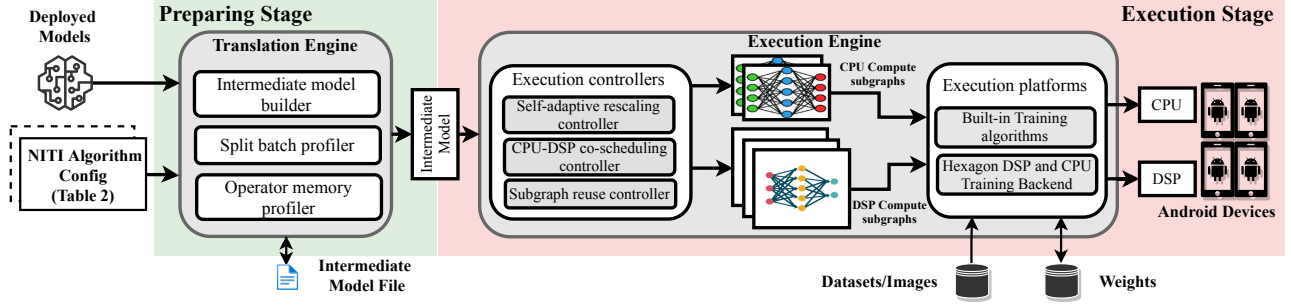 Deployed
Models
NITI Algorithm
Config
(Table 2)
Preparing Stage
Translation Engine
Intermediate model
builder
Split batch profiler
Operator memory
profiler
Intermediate
Model File
Intermediate
Model
Execution Stage
Execution Engine
Execution controllers
Self-adaptive rescaling
controller
CPU-DSP co-scheduling
controller
Subgraph reuse controller
CPU Compute
subgraphs
DSP Compute
subgraphs
Execution platforms
Built-in Training
algorithms
Hexagon DSP and CPU
Training Backend
Datasets/Images
Weights
CPU
DSP
Android Devices